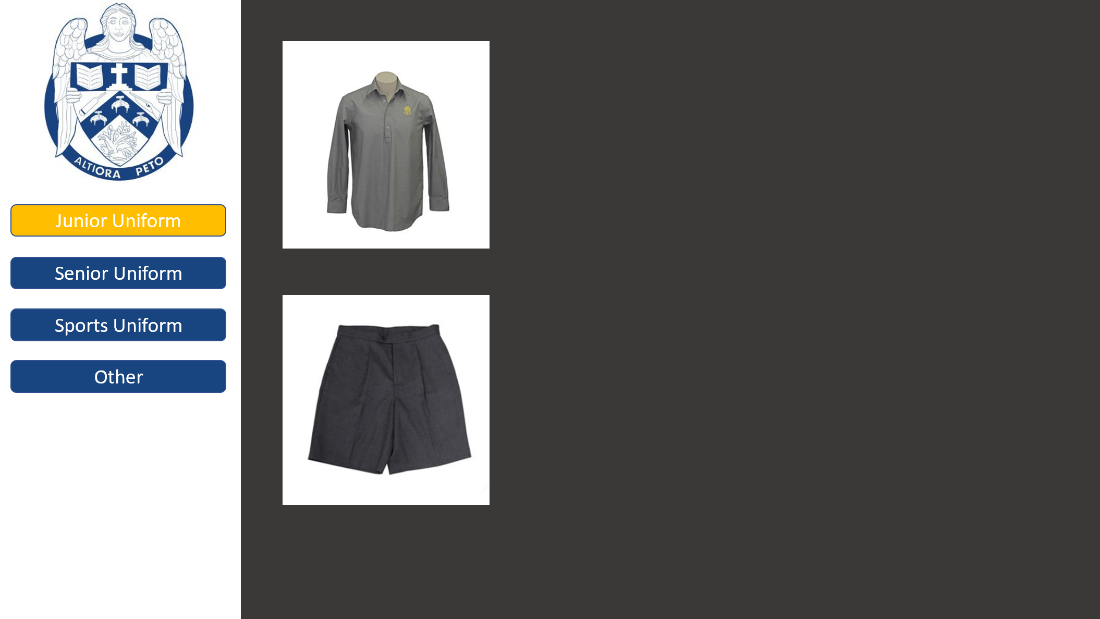 ALTIORA PETO
Junior Uniform
Senior Uniform
Sports Uniform
Other